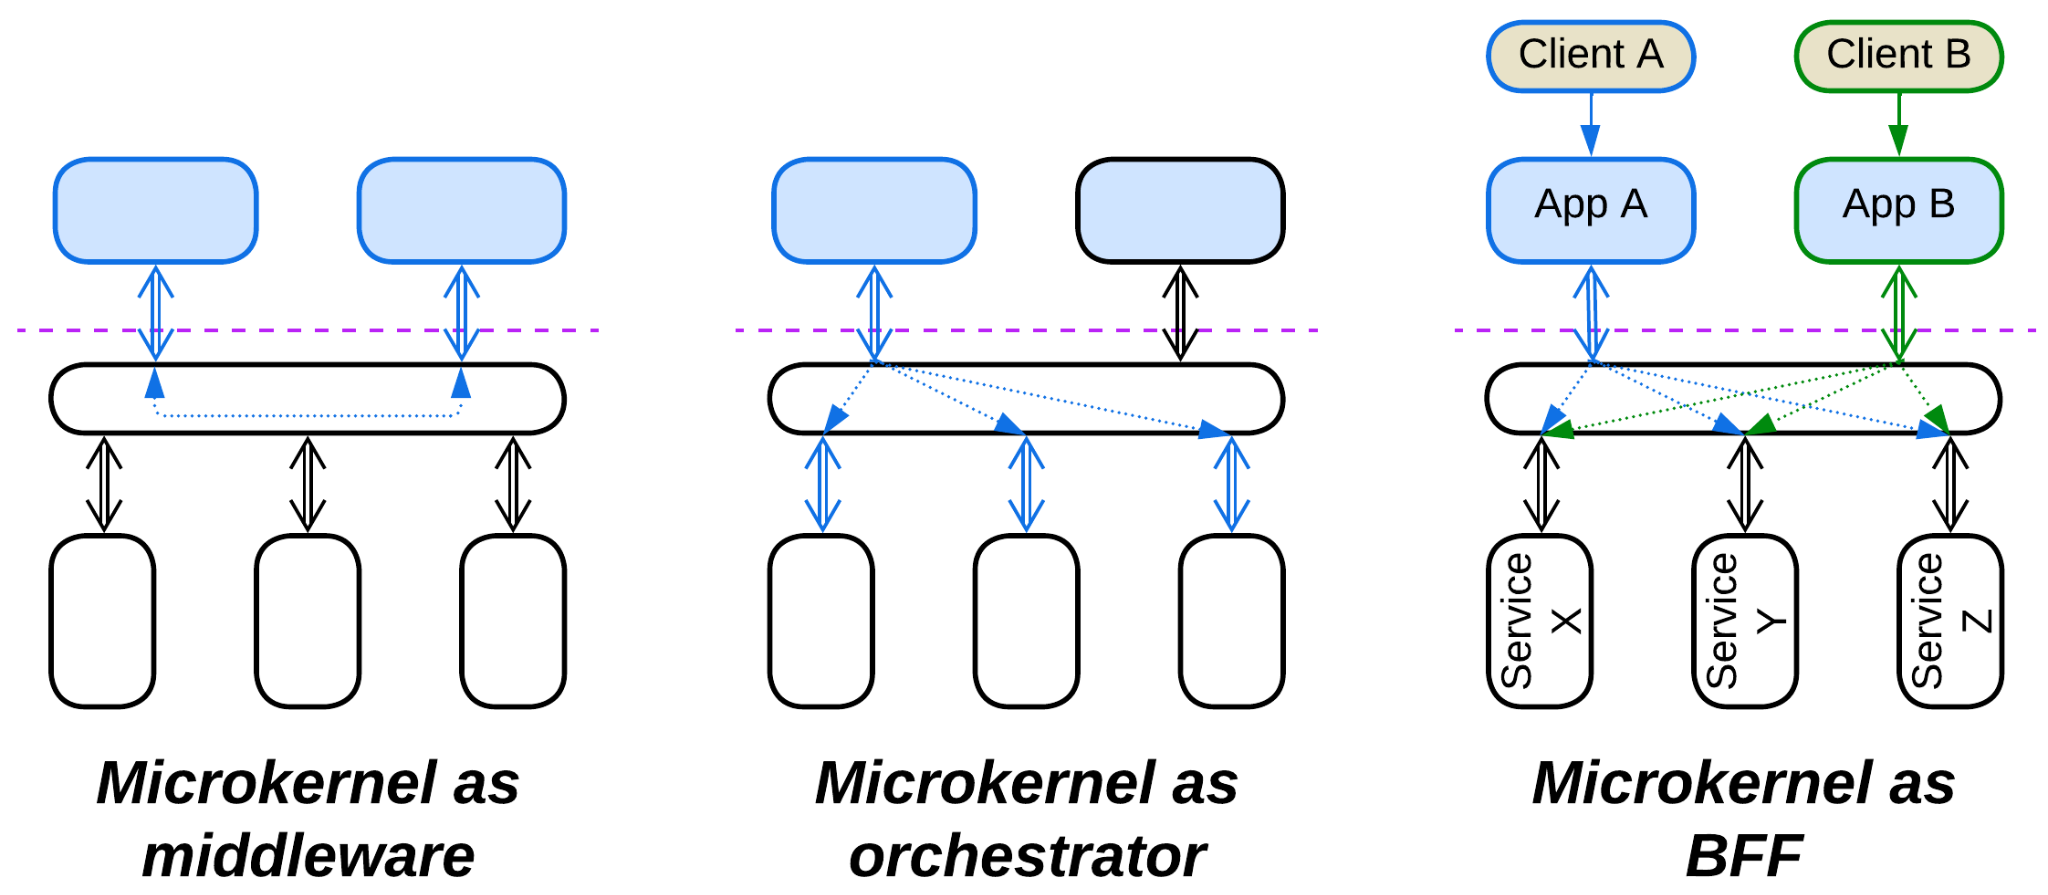 Client A
Client B
App A
App B
Service
X
Service
Y
Service
Z
Microkernel as
middleware
Microkernel as
orchestrator
Microkernel as
BFF